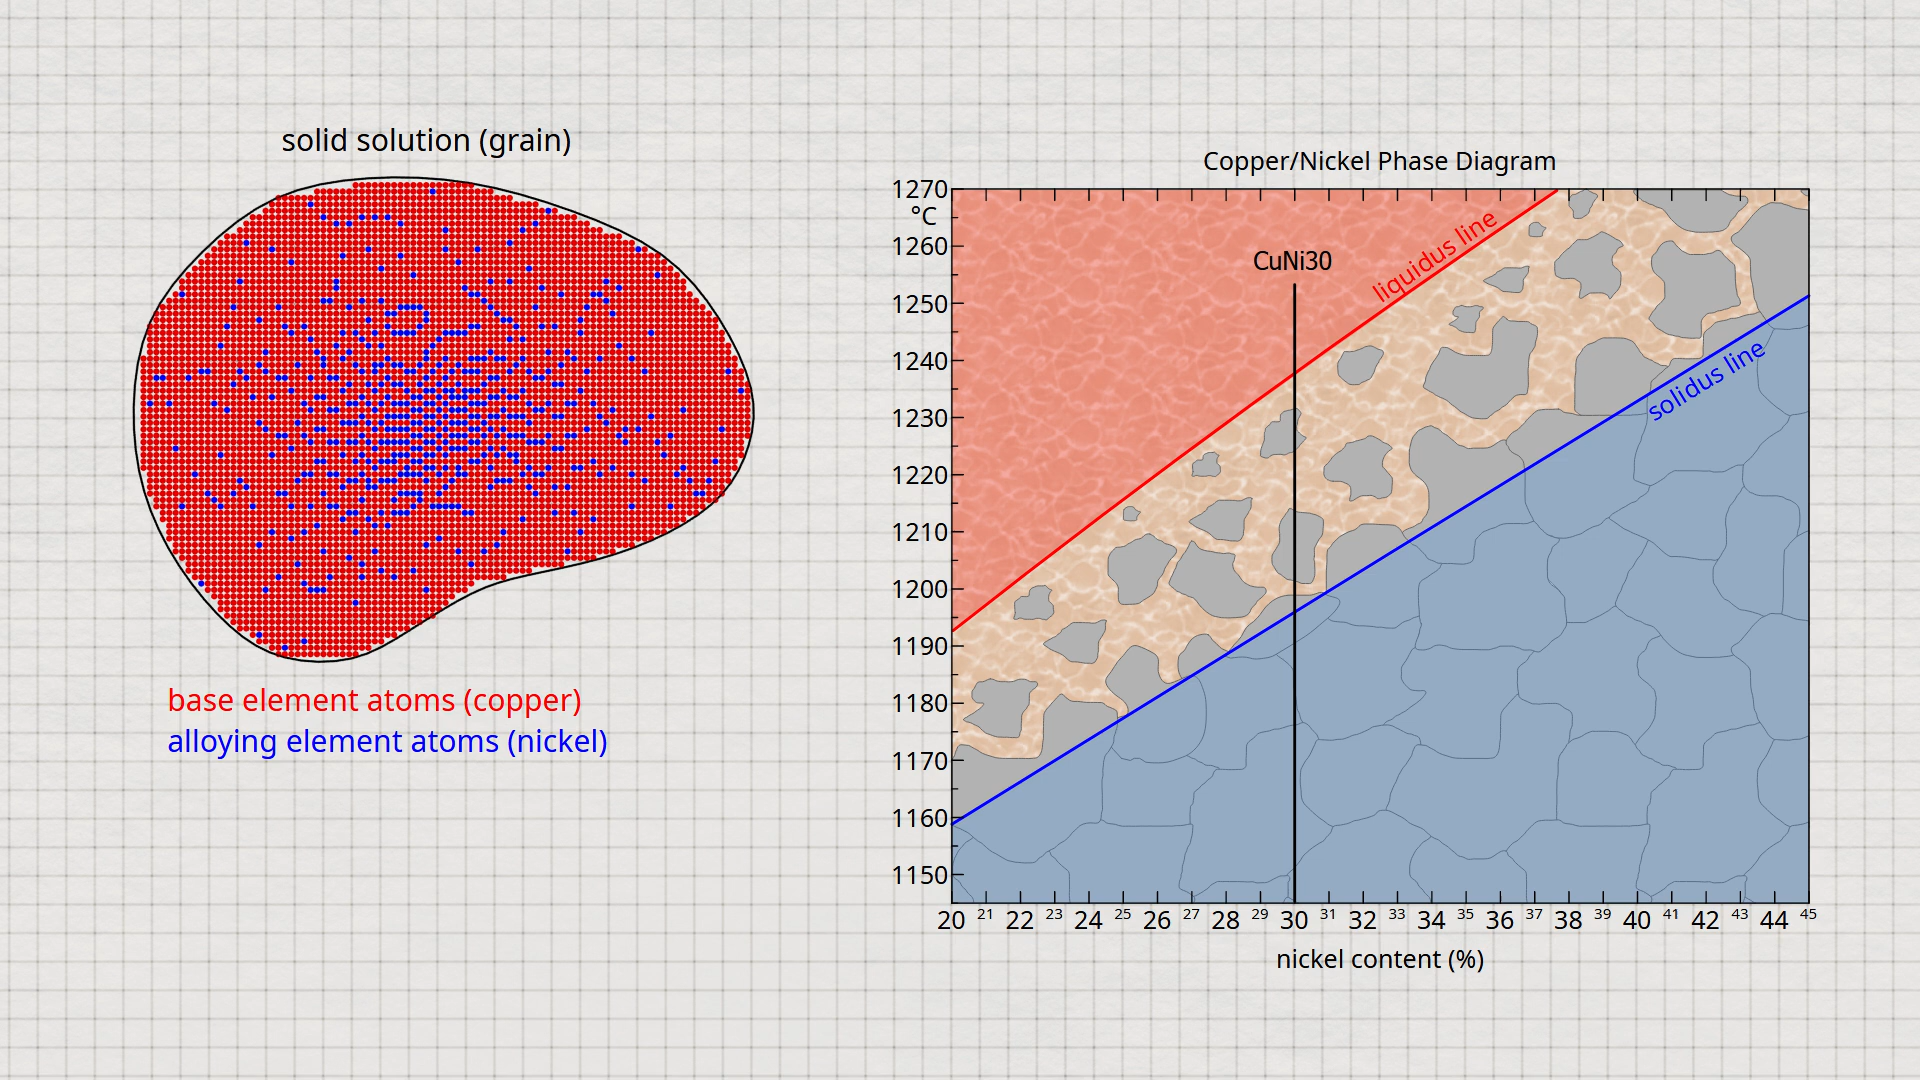 solid solution (grain)
base element atoms (copper)
alloying element atoms (nickel)
Copper/Nickel Phase Diagram
1270
°C
1260
1250
1240
1230
1220
1210
1200
1190
1180
1170
1160
1150
CuNi30
liquidus line
solidus line
20 21 22 23 24 25 26 27 28 29 30 31 32 33 34 35 36 37 38 39 40 41 42 43 44 45
nickel content (%)